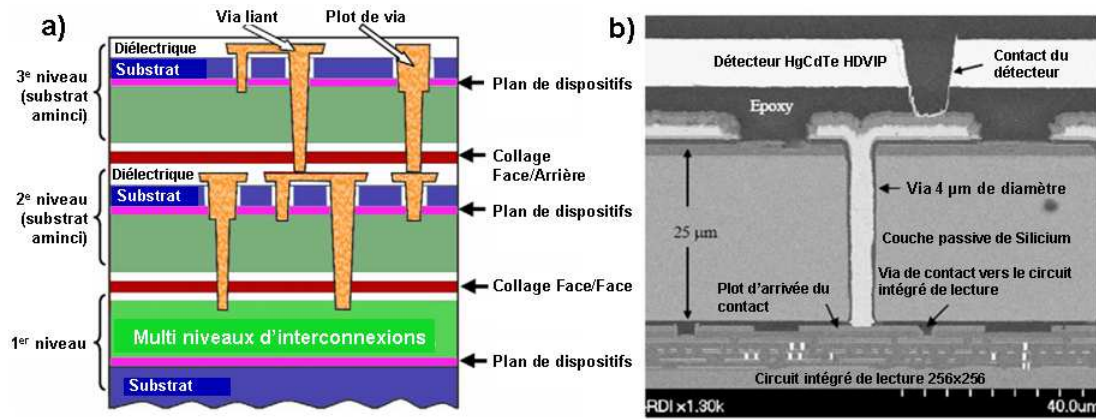 a)
Via liant
Plot de via
Diélectrique
Substrat
3e niveau
(substrat
aminci)
Plan de dispositifs
Collage
Face/Arrière
Diélectrique
Substrat
2e niveau
(substrat
aminci)
Plan de dispositifs
Collage Face/Face
Multi niveaux d'interconnexions
1er niveau
Plan de dispositifs
Substrat
b)
Détecteur HgCdTe HDVIP
Contact du
détecteur
Epoxy
Via 4 µm de diamètre
25 µm
Couche passive de Silicium
Via de contact vers le circuit
intégré de lecture
Plot d'arrivée du
contact
Circuit intégré de lecture 256x256
-RDI x1.30k
40.0µm